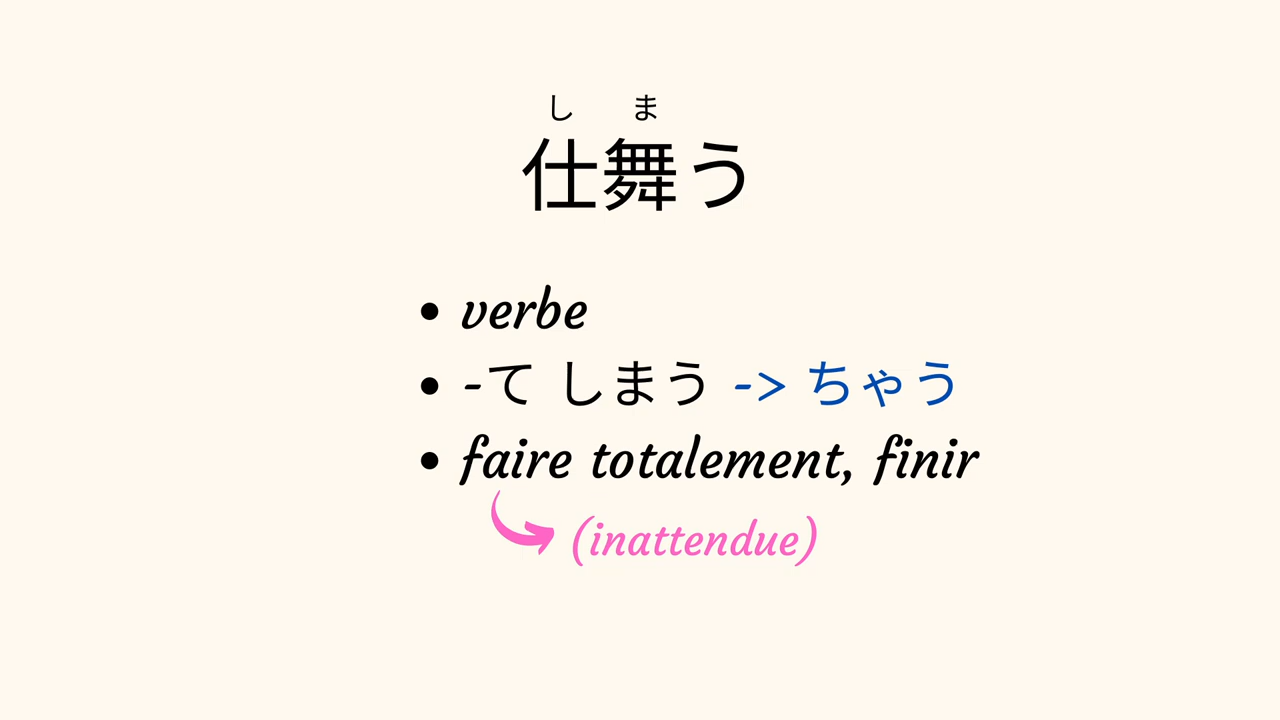 し ま
仕舞う
• verbe
• -て しまう -> ちゃう
• faire totalement, finir
(inattendue)